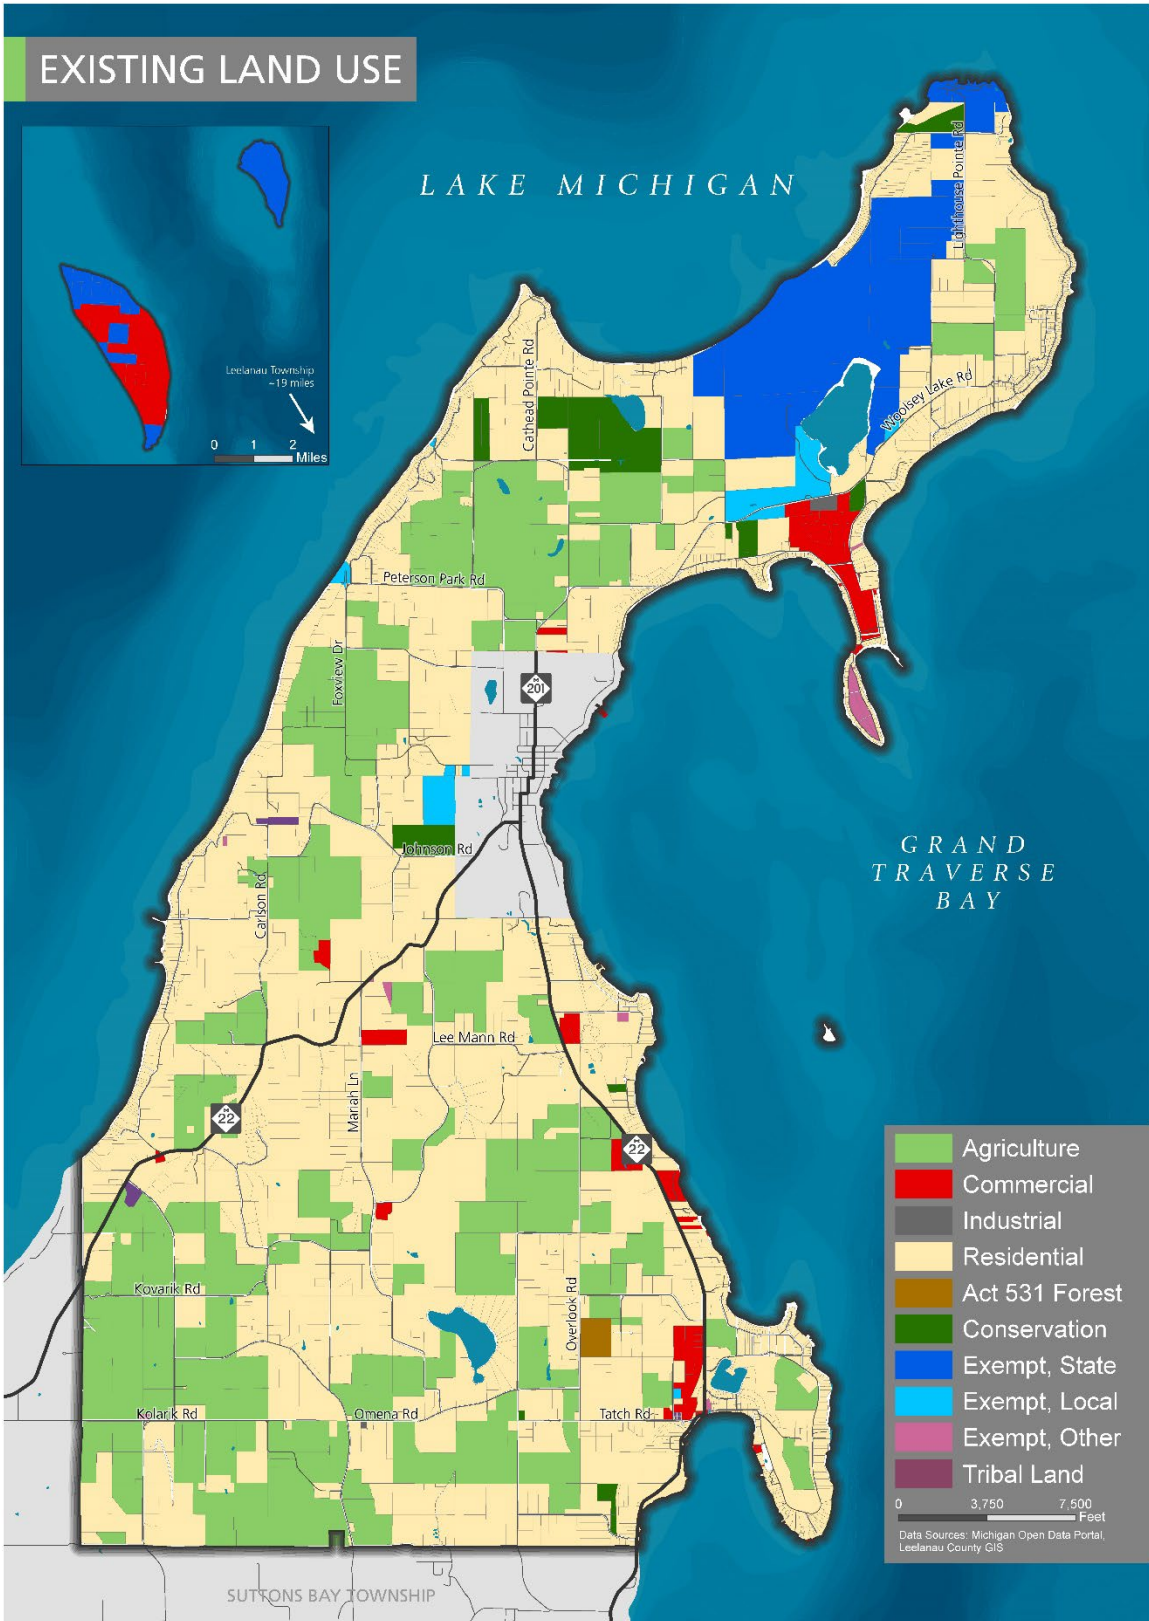 EXISTING LAND USE
LAKE MICHIGAN
Lighthouse Pointe Rd
Leelanau Township
~19 miles
0 1 2
Miles
Cathead Pointe Rd
Woolsey Lake Rd
Peterson Park Rd
Foxview Dr
M
201
Johnson Rd
GRAND
TRAVERSE
BAY
Carlson Rd
Lee Mann Rd
Manah Ln
M
22
M
22
Agriculture
Commercial
Industrial
Residential
Act 531 Forest
Conservation
Exempt, State
Exempt, Local
Exempt, Other
Tribal Land
0 3,750 7,500
Feet
Data Sources: Michigan Open Data Portal,
Leelanau County GIS
Kovarik Rd
Overlook Rd
Kolarik Rd
Omena Rd
Tatch Rd
SUTTONS BAY TOWNSHIP